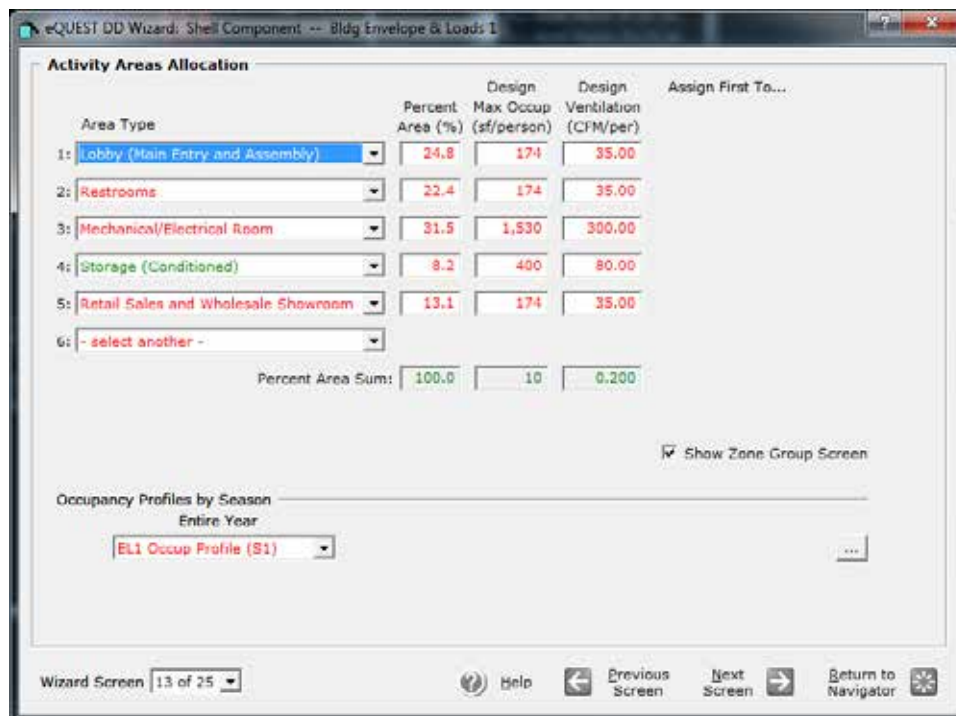 eQUEST DD Wizard: Shell Component -- Bldg Envelope & Loads 1
Activity Areas Allocation
Design Design Assign First To...
Percent Max Occup Ventilation
Area Type Area (%) (sf/person) (CFM/per)
1: Lobby (Main Entry and Assembly) 24.8 174 35.00
2: Restrooms 22.4 174 35.00
3: Mechanical/Electrical Room 31.5 1,530 300.00
4: Storage (Conditioned) 8.2 400 80.00
5: Retail Sales and Wholesale Showroom 13.1 174 35.00
6: - select another -
Percent Area Sum: 100.0 10 0.200
Show Zone Group Screen
Occupancy Profiles by Season
Entire Year
EL1 Occup Profile (S1) ...
Wizard Screen 13 of 25 Help Previous Screen Next Screen Return to Navigator